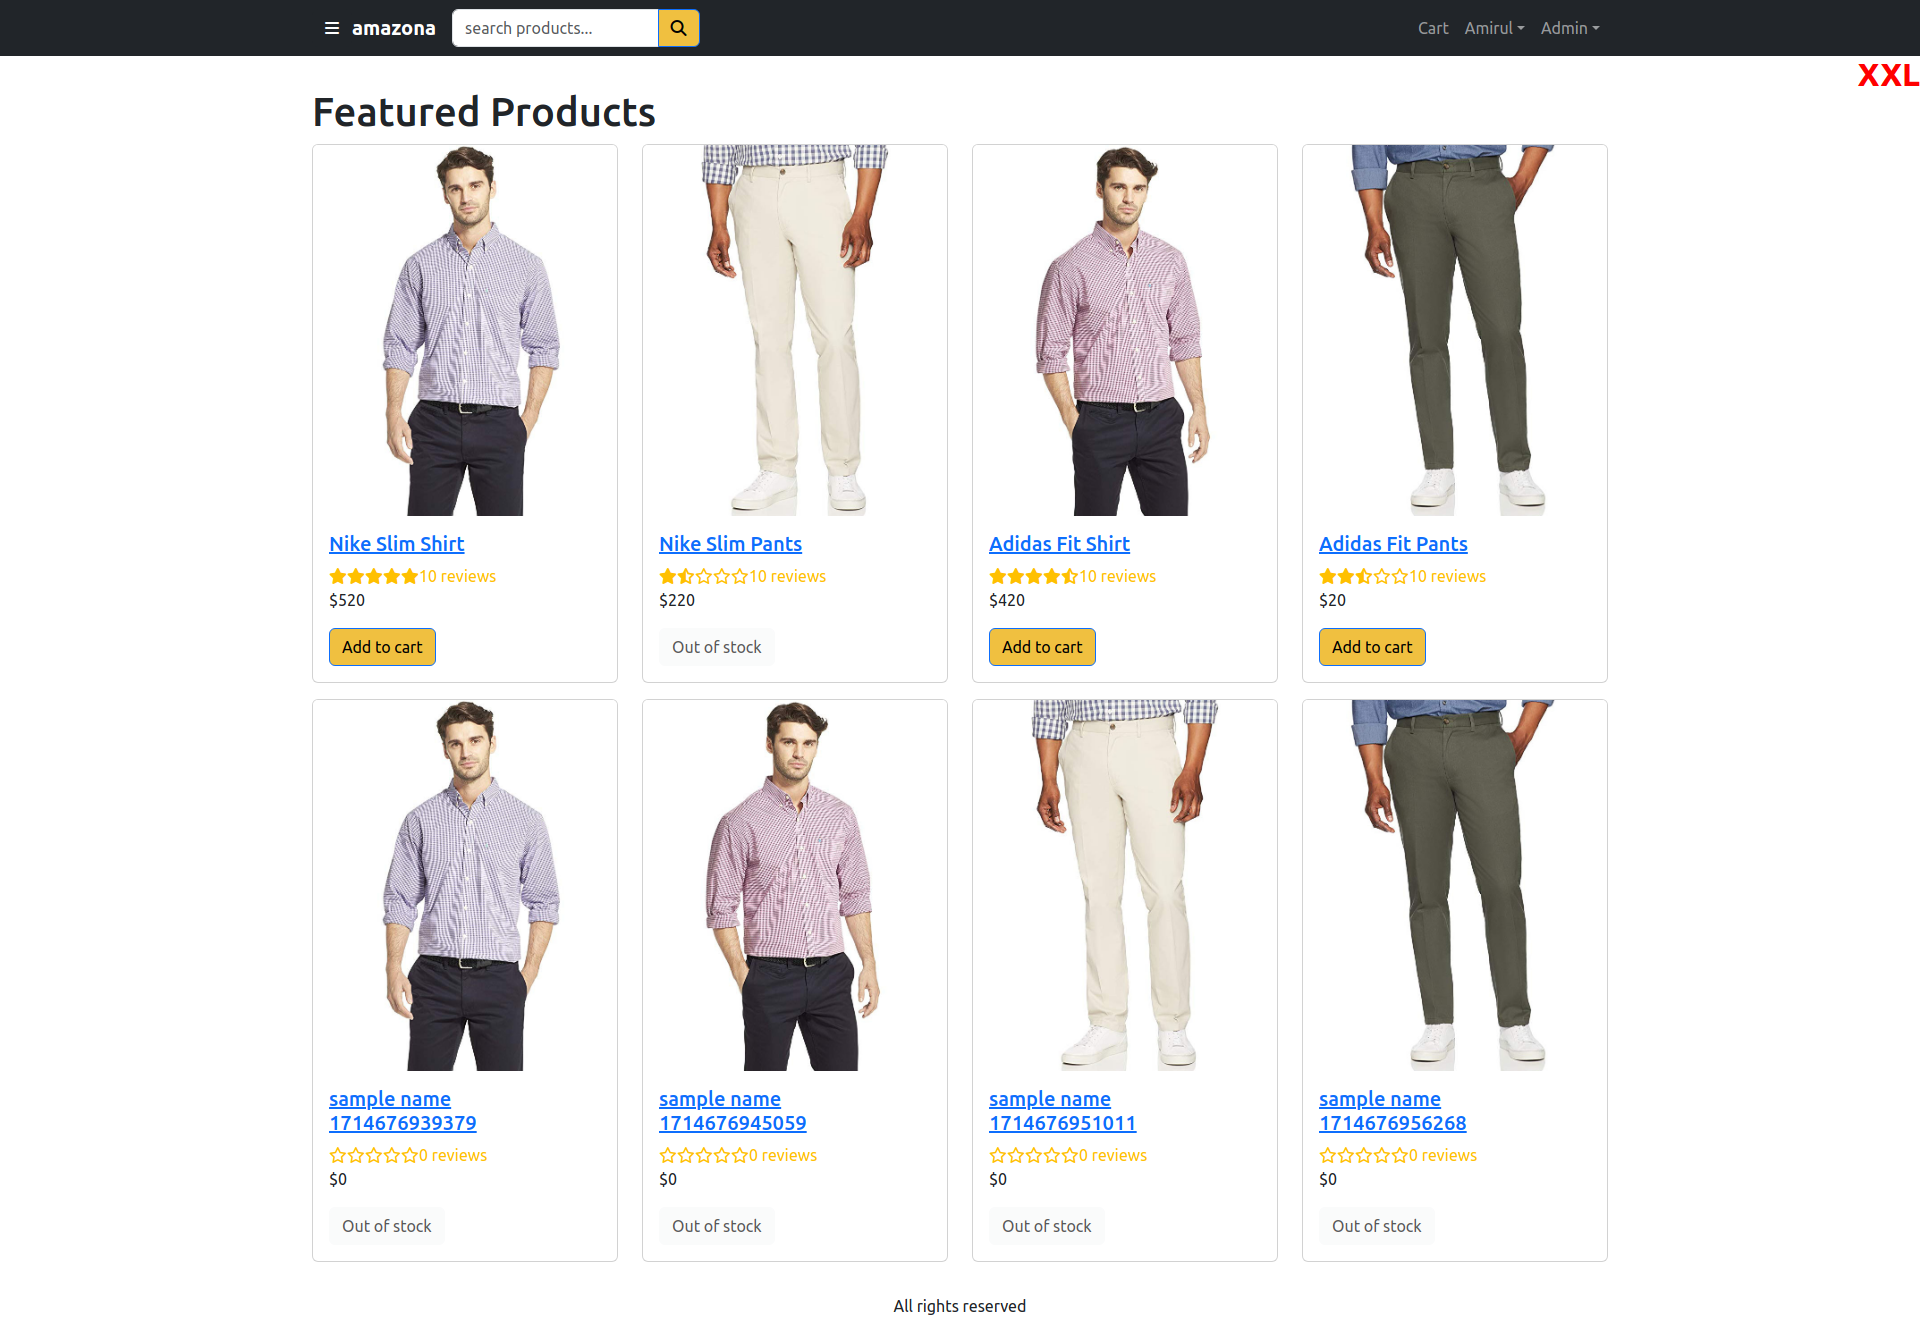 amazona
search products...
Cart
Amirul
Admin
XXL
Featured Products
Nike Slim Shirt
10 reviews
$520
Add to cart
Nike Slim Pants
10 reviews
$220
Out of stock
Adidas Fit Shirt
10 reviews
$420
Add to cart
Adidas Fit Pants
10 reviews
$20
Add to cart
sample name
1714676939379
0 reviews
$0
Out of stock
sample name
1714676945059
0 reviews
$0
Out of stock
sample name
1714676951011
0 reviews
$0
Out of stock
sample name
1714676956268
0 reviews
$0
Out of stock
All rights reserved